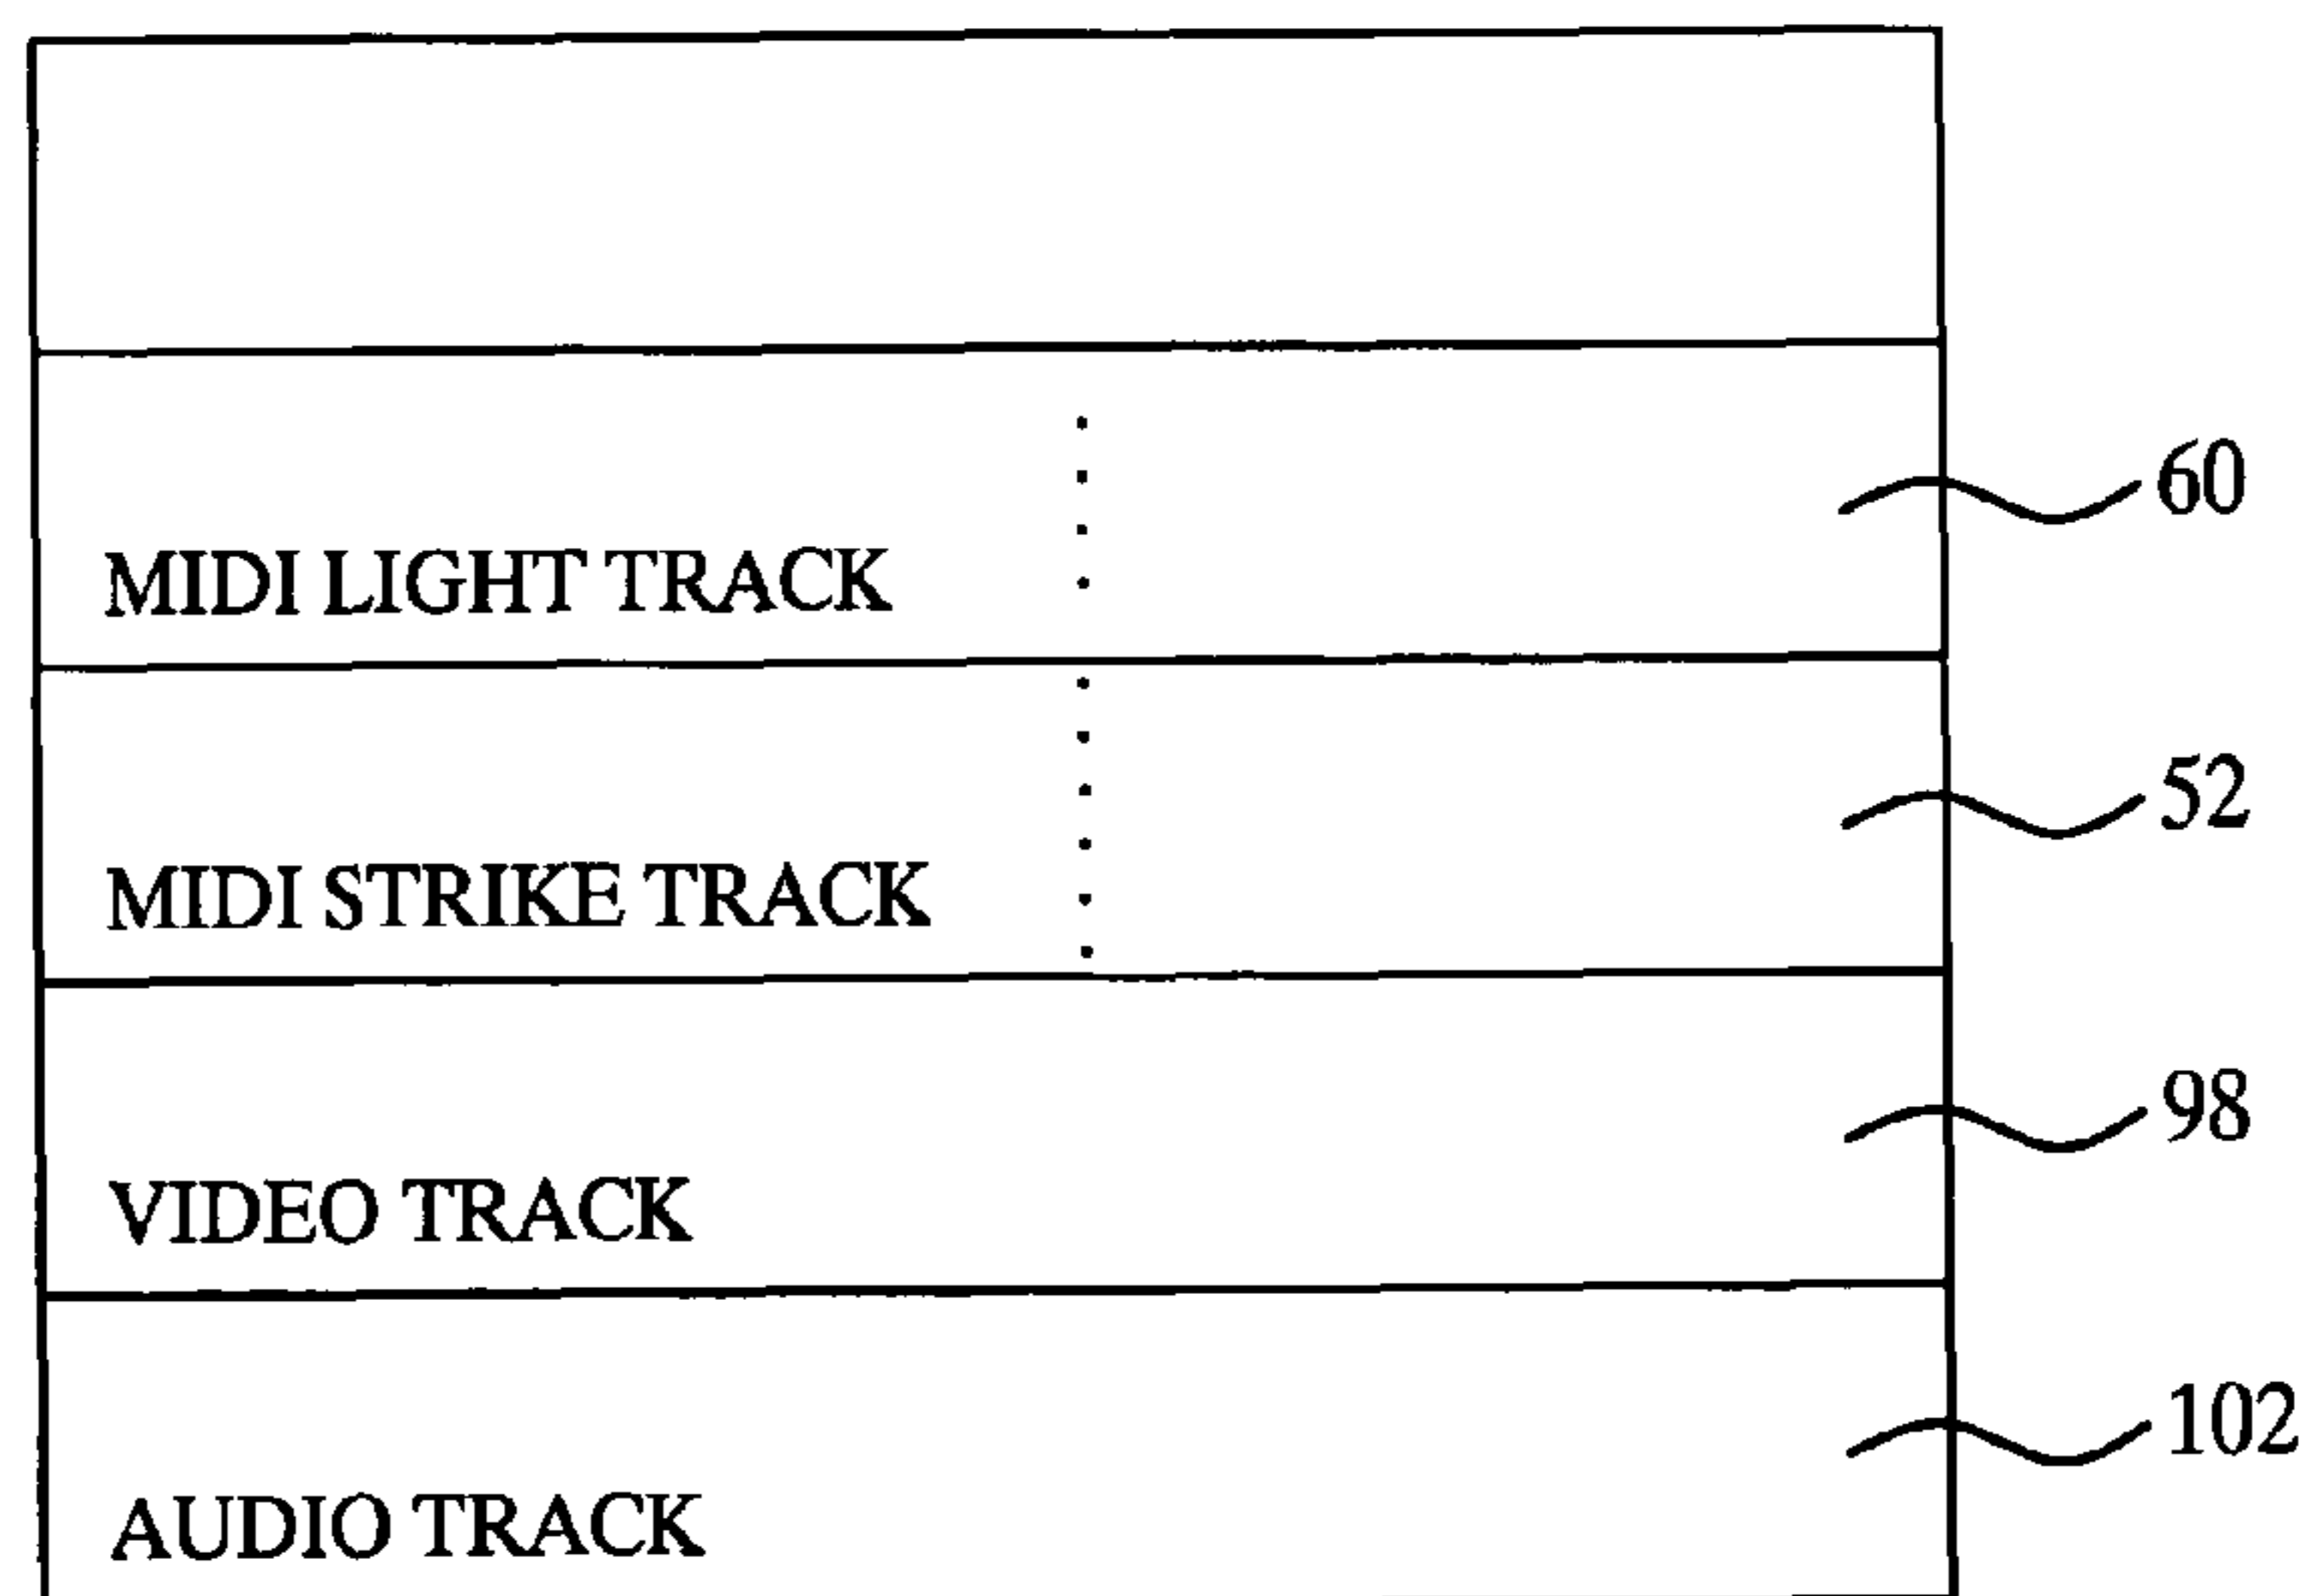 60
MIDI LIGHT TRACK
52
MIDI STRIKE TRACK
98
VIDEO TRACK
102
AUDIO TRACK